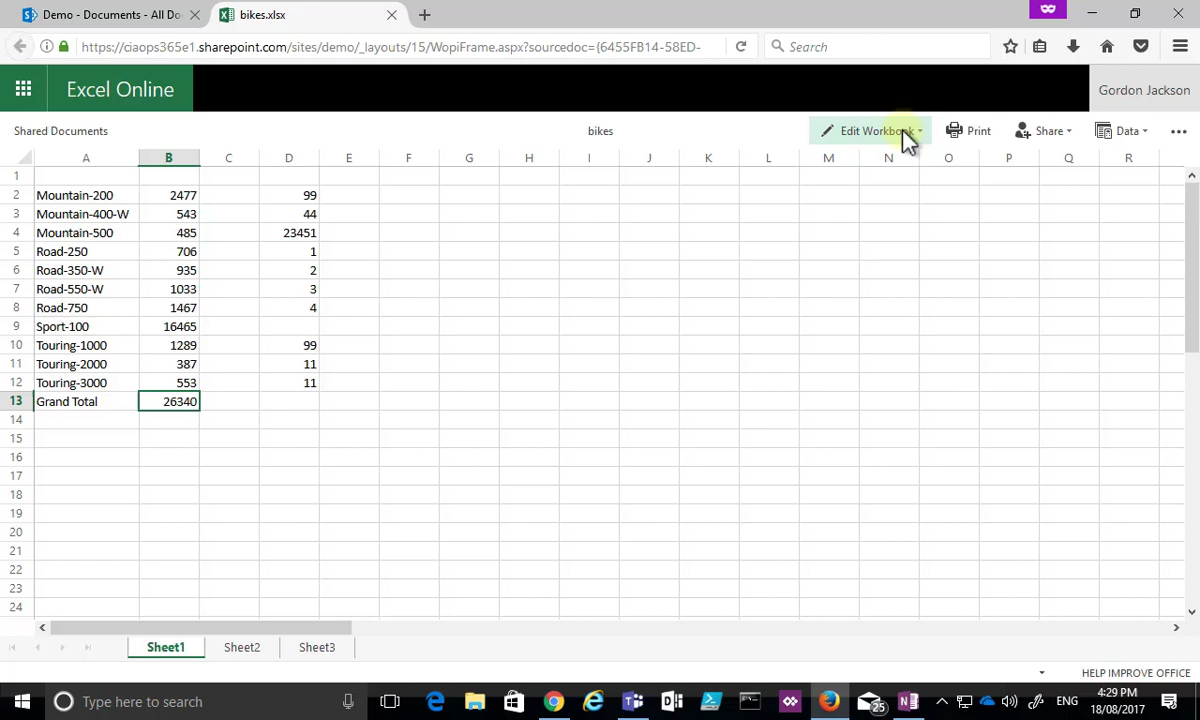 Demo - Documents - All Do
bikes.xlsx
https://ciaops365e1.sharepoint.com/sites/demo/_layouts/15/WopiFrame.aspx?sourcedoc={6455FB14-58ED-
Search
Excel Online
Gordon Jackson
Shared Documents
bikes
Edit Workbook
Print
Share
Data
A B C D E F G H I J K L M N O P Q R
1
2 Mountain-200 2477 99
3 Mountain-400-W 543 44
4 Mountain-500 485 23451
5 Road-250 706 1
6 Road-350-W 935 2
7 Road-550-W 1033 3
8 Road-750 1467 4
9 Sport-100 16465
10 Touring-1000 1289 99
11 Touring-2000 387 11
12 Touring-3000 553 11
13 Grand Total 26340
14
15
16
17
18
19
20
21
22
23
24
Sheet1 Sheet2 Sheet3
HELP IMPROVE OFFICE
Type here to search
25
ENG
4:29 PM
18/08/2017